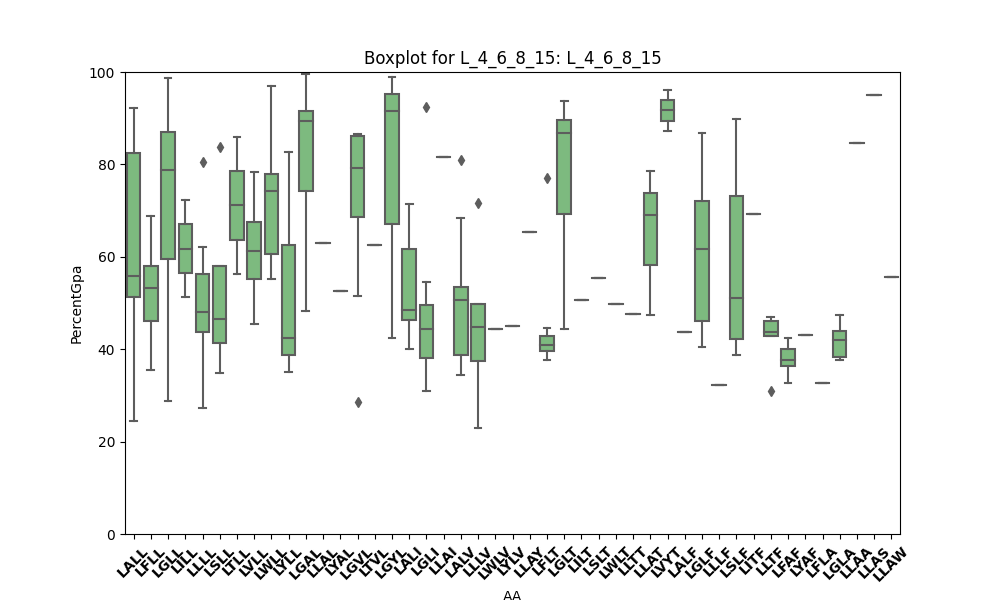 Boxplot for L_4_6_8_15: L_4_6_8_15
PercentGpa
100
80
60
40
20
0
LALL LFLL LGLL LILL LLLL LSLL LTLL LVLL LWLL LYLL LGAL LLAL LYAL LGVL LTVL LGYL LALI LGLI LLAI LALV LLLV LWLV LYLV LLAY LFLT LGLT LILT LSLT LWLT LLTT LLAT LVYT LALF LGLF LLLF LSLF LITF LLTF LFAF LYAF LFLA LGLA LLAA LLAS LLAW
AA